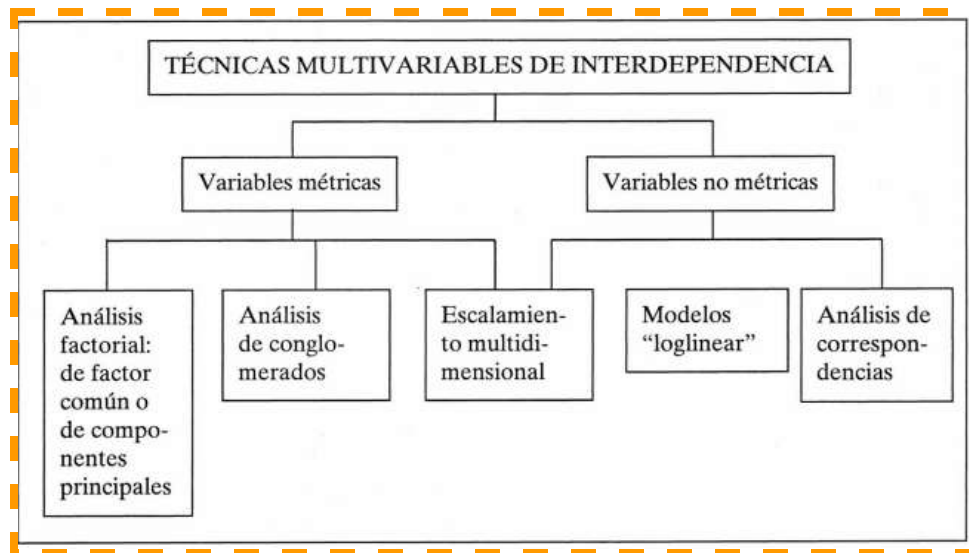 TÉCNICAS MULTIVARIABLES DE INTERDEPENDENCIA
Variables métricas
Variables no métricas
Análisis
factorial:
de factor
común o
de compo-
nentes
principales
Análisis
de conglo-
merados
Escalamien-
to multidi-
mensional
Modelos
“loglinear”
Análisis de
correspon-
dencias